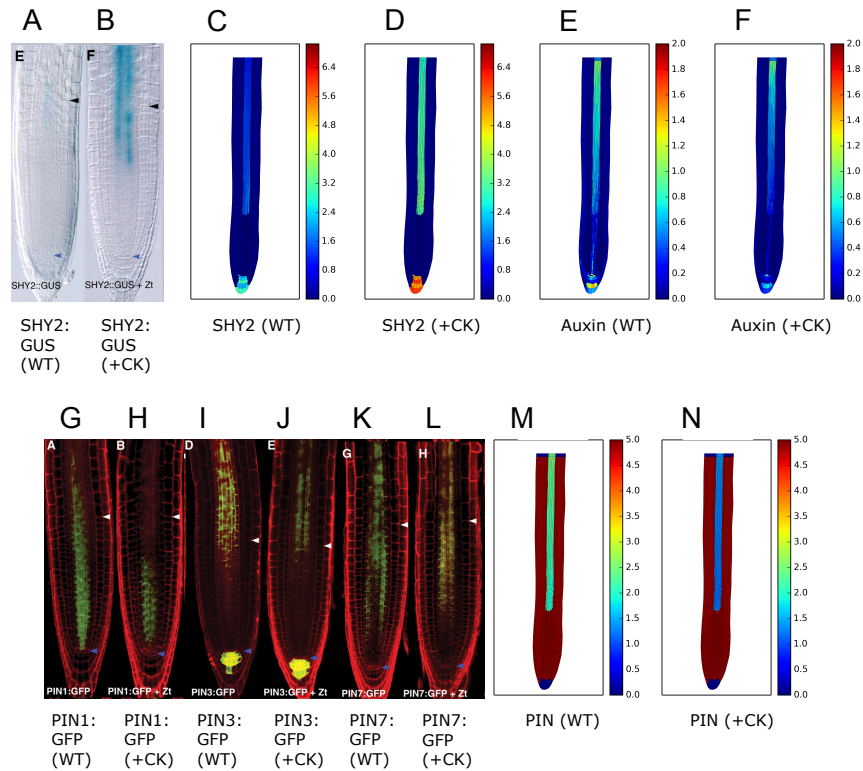 A B C D E F
E F
SHY2::GUS SHY2::GUS + Zt
6.4
5.6
4.8
4.0
3.2
2.4
1.6
0.8
0.0
6.4
5.6
4.8
4.0
3.2
2.4
1.6
0.8
0.0
2.0
1.8
1.6
1.4
1.2
1.0
0.8
0.6
0.4
0.2
0.0
2.0
1.8
1.6
1.4
1.2
1.0
0.8
0.6
0.4
0.2
0.0
SHY2:
GUS
(WT)
SHY2:
GUS
(+CK)
SHY2 (WT)
SHY2 (+CK)
Auxin (WT)
Auxin (+CK)
G H I J K L M N
A B D E G H
PIN1:GFP PIN1:GFP + Zt PIN3:GFP PIN3:GFP + Zt PIN7:GFP PIN7:GFP + Zt
5.0
4.5
4.0
3.5
3.0
2.5
2.0
1.5
1.0
0.5
0.0
5.0
4.5
4.0
3.5
3.0
2.5
2.0
1.5
1.0
0.5
0.0
PIN1:
GFP
(WT)
PIN1:
GFP
(+CK)
PIN3:
GFP
(WT)
PIN3:
GFP
(+CK)
PIN7:
GFP
(WT)
PIN7:
GFP
(+CK)
PIN (WT)
PIN (+CK)